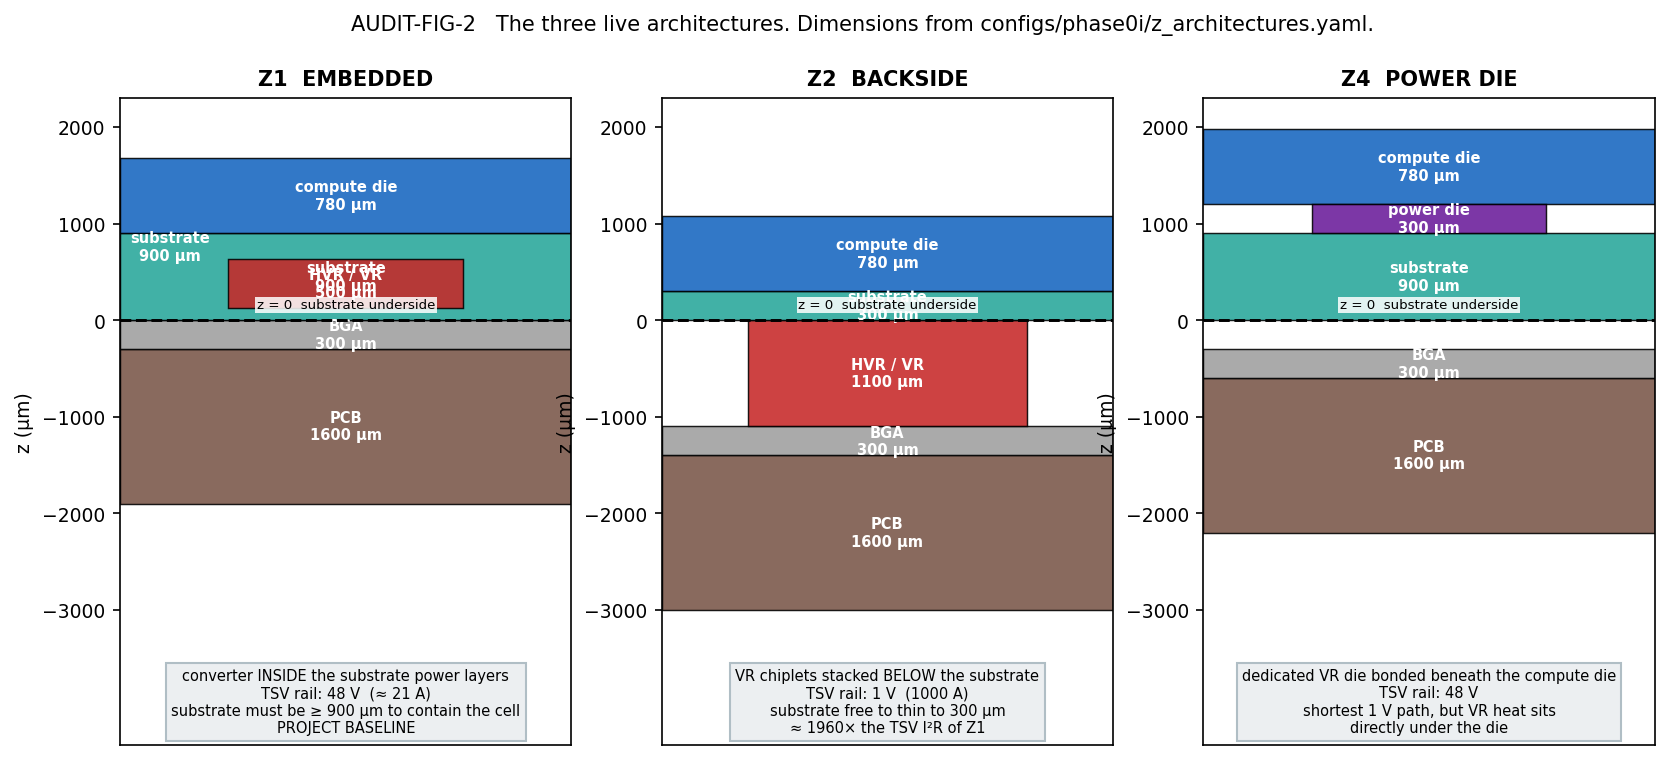 AUDIT-FIG-2   The three live architectures. Dimensions from configs/phase0i/z_architectures.yaml.
Z1  EMBEDDED
z (µm)
2000
1000
0
−1000
−2000
−3000
compute die
780 µm
substrate
900 µm
substrate
900 µm
HVR / VR
z = 0  substrate underside
BGA
300 µm
PCB
1600 µm
converter INSIDE the substrate power layers
TSV rail: 48 V  (≈ 21 A)
substrate must be ≥ 900 µm to contain the cell
PROJECT BASELINE
Z2  BACKSIDE
z (µm)
2000
1000
0
−1000
−2000
−3000
compute die
780 µm
substrate
300 µm
z = 0  substrate underside
HVR / VR
1100 µm
BGA
300 µm
PCB
1600 µm
VR chiplets stacked BELOW the substrate
TSV rail: 1 V  (1000 A)
substrate free to thin to 300 µm
≈ 1960× the TSV I²R of Z1
Z4  POWER DIE
z (µm)
2000
1000
0
−1000
−2000
−3000
compute die
780 µm
power die
300 µm
substrate
900 µm
z = 0  substrate underside
BGA
300 µm
PCB
1600 µm
dedicated VR die bonded beneath the compute die
TSV rail: 48 V
shortest 1 V path, but VR heat sits
directly under the die